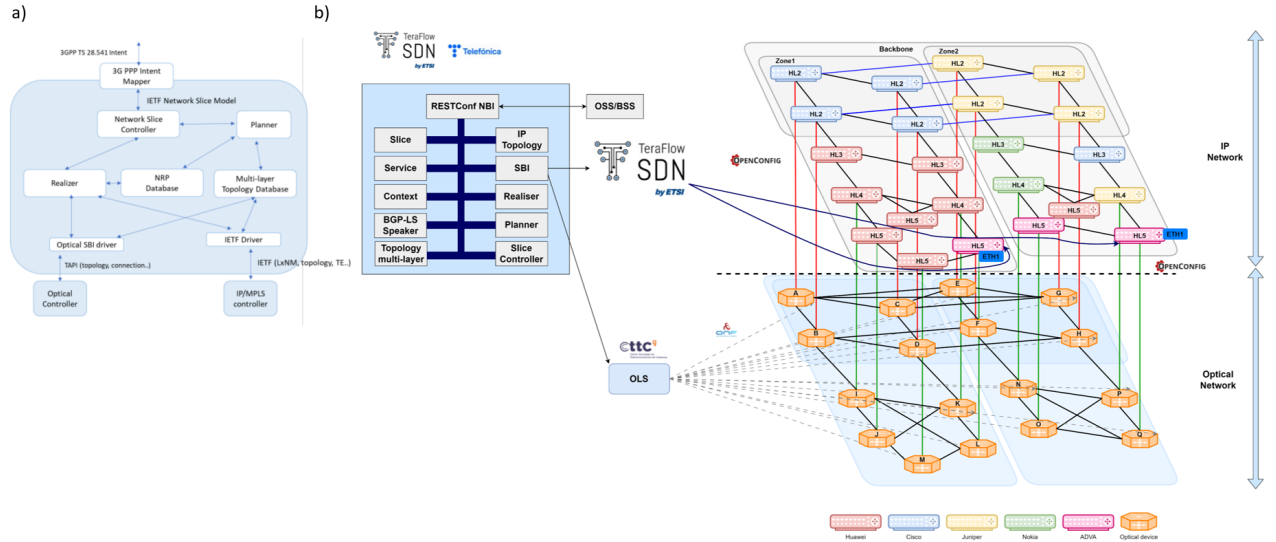 a)
3GPP TS 28.541 Intent
3G PPP Intent
Mapper
IETF Network Slice Model
Network Slice
Controller
Planner
Realizer
NRP
Database
Multi-layer
Topology Database
Optical SBI driver
IETF Driver
TAPI (topology, connection..)
IETF (LxNM, topology, TE..)
Optical
Controller
IP/MPLS
controller
b)
TeraFlow
SDN
by ETSI
Telefónica
RESTConf NBI
OSS/BSS
Slice
IP
Topology
Service
SBI
Context
Realiser
BGP-LS
Speaker
Planner
Topology
multi-layer
Slice
Controller
TeraFlow
SDN
by ETSI
cttc
OLS
OPENCONFIG
Backbone
Zone1
Zone2
HL2
HL2
HL2
HL2
HL2
HL2
HL2
HL2
HL3
HL3
HL3
HL3
HL4
HL4
HL4
HL4
HL5
HL5
HL5
HL5
HL5
HL5
HL5
HL5
ETH1
ETH1
IP
Network
OPENCONFIG
ONF
A
B
C
D
E
F
G
H
I
J
K
L
M
N
O
P
Q
Optical
Network
Huawei
Cisco
Juniper
Nokia
ADVA
Optical device